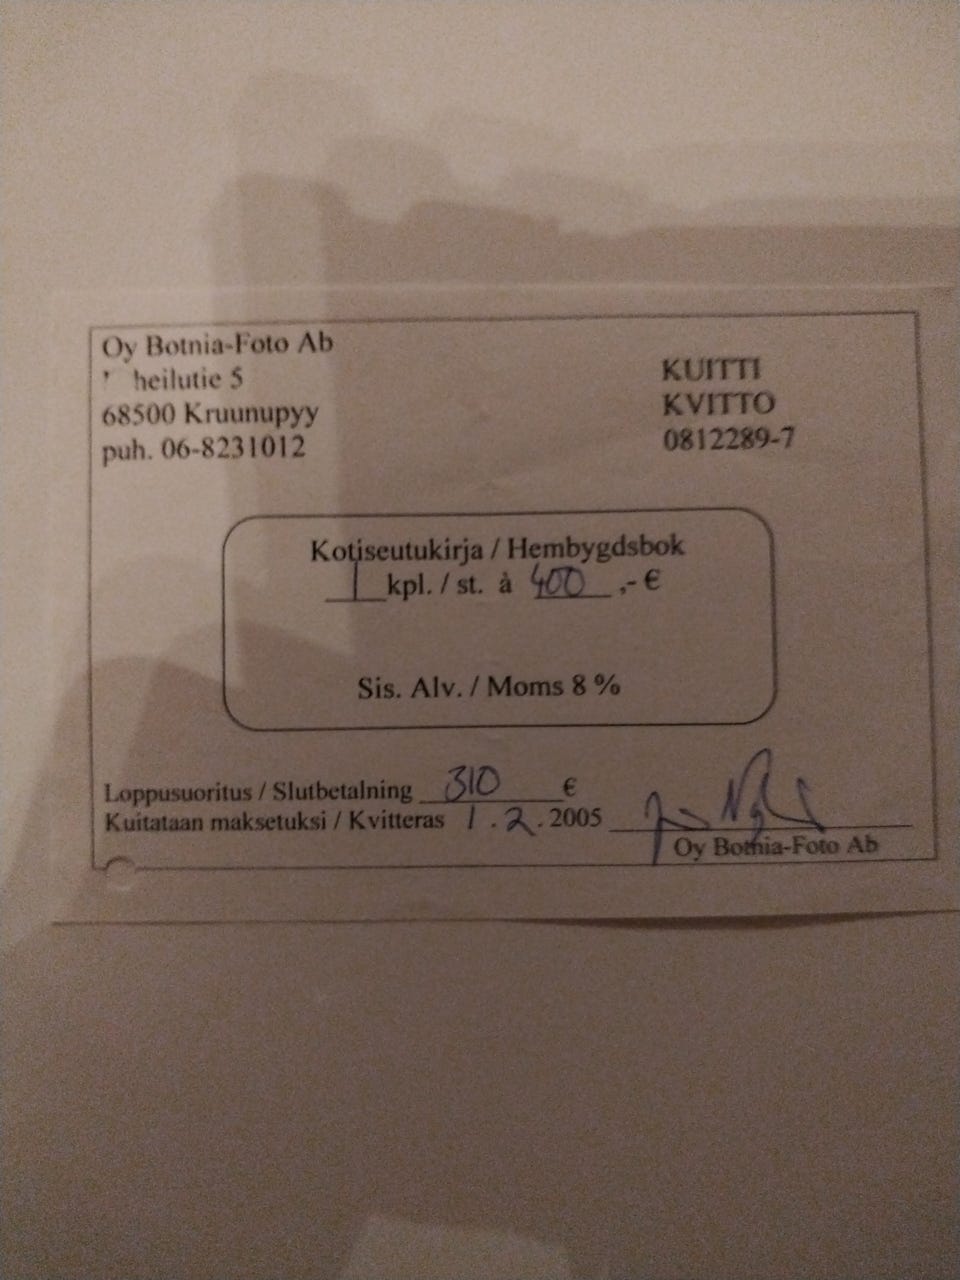 Oy Botnia-Foto Ab
heilutie 5
68500 Kruunupyy
puh. 06-8231012
KUITTI
KVITTO
0812289-7
Kotiseutukirja / Hembygdsbok
1 kpl. / st. à 400 ,- €
Sis. Alv. / Moms 8 %
Loppusuoritus / Slutbetalning 310 €
Kuitataan maksetuksi / Kvitteras 1 . 2 . 2005
Oy Botnia-Foto Ab